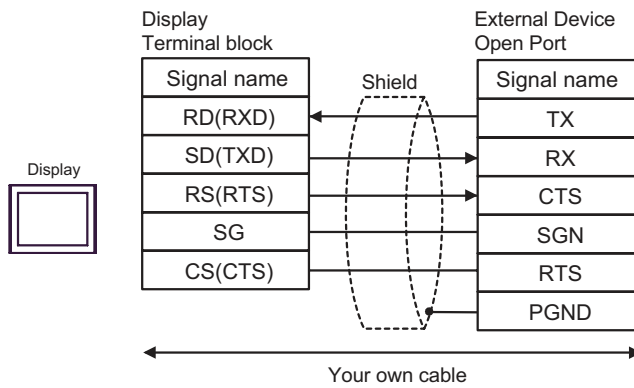 Display
Terminal block
External Device
Open Port
Signal name
Shield
Signal name
RD(RXD)
TX
SD(TXD)
RX
Display
RS(RTS)
CTS
SG
SGN
CS(CTS)
RTS
PGND
Your own cable